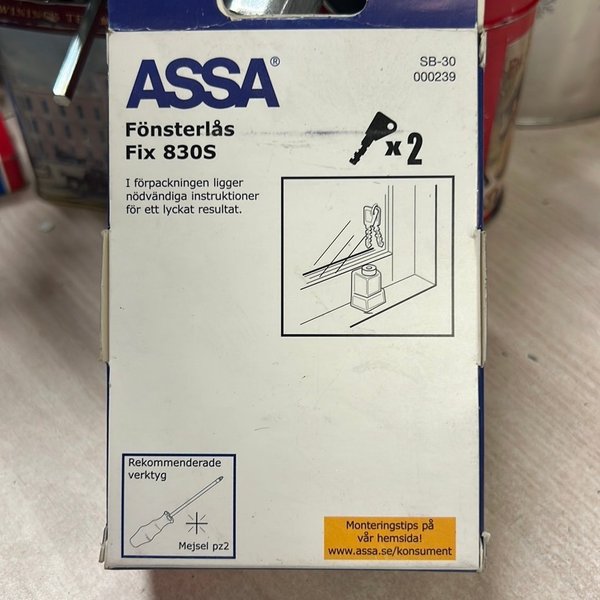 WINNINGS
ASSA®
SB-30
000239
Fönsterlås
Fix 830S
x 2
I förpackningen ligger
nödvändiga instruktioner
för ett lyckat resultat.
Rekommenderade
verktyg
Mejsel pz2
Monteringstips på
vår hemsida!
www.assa.se/konsument